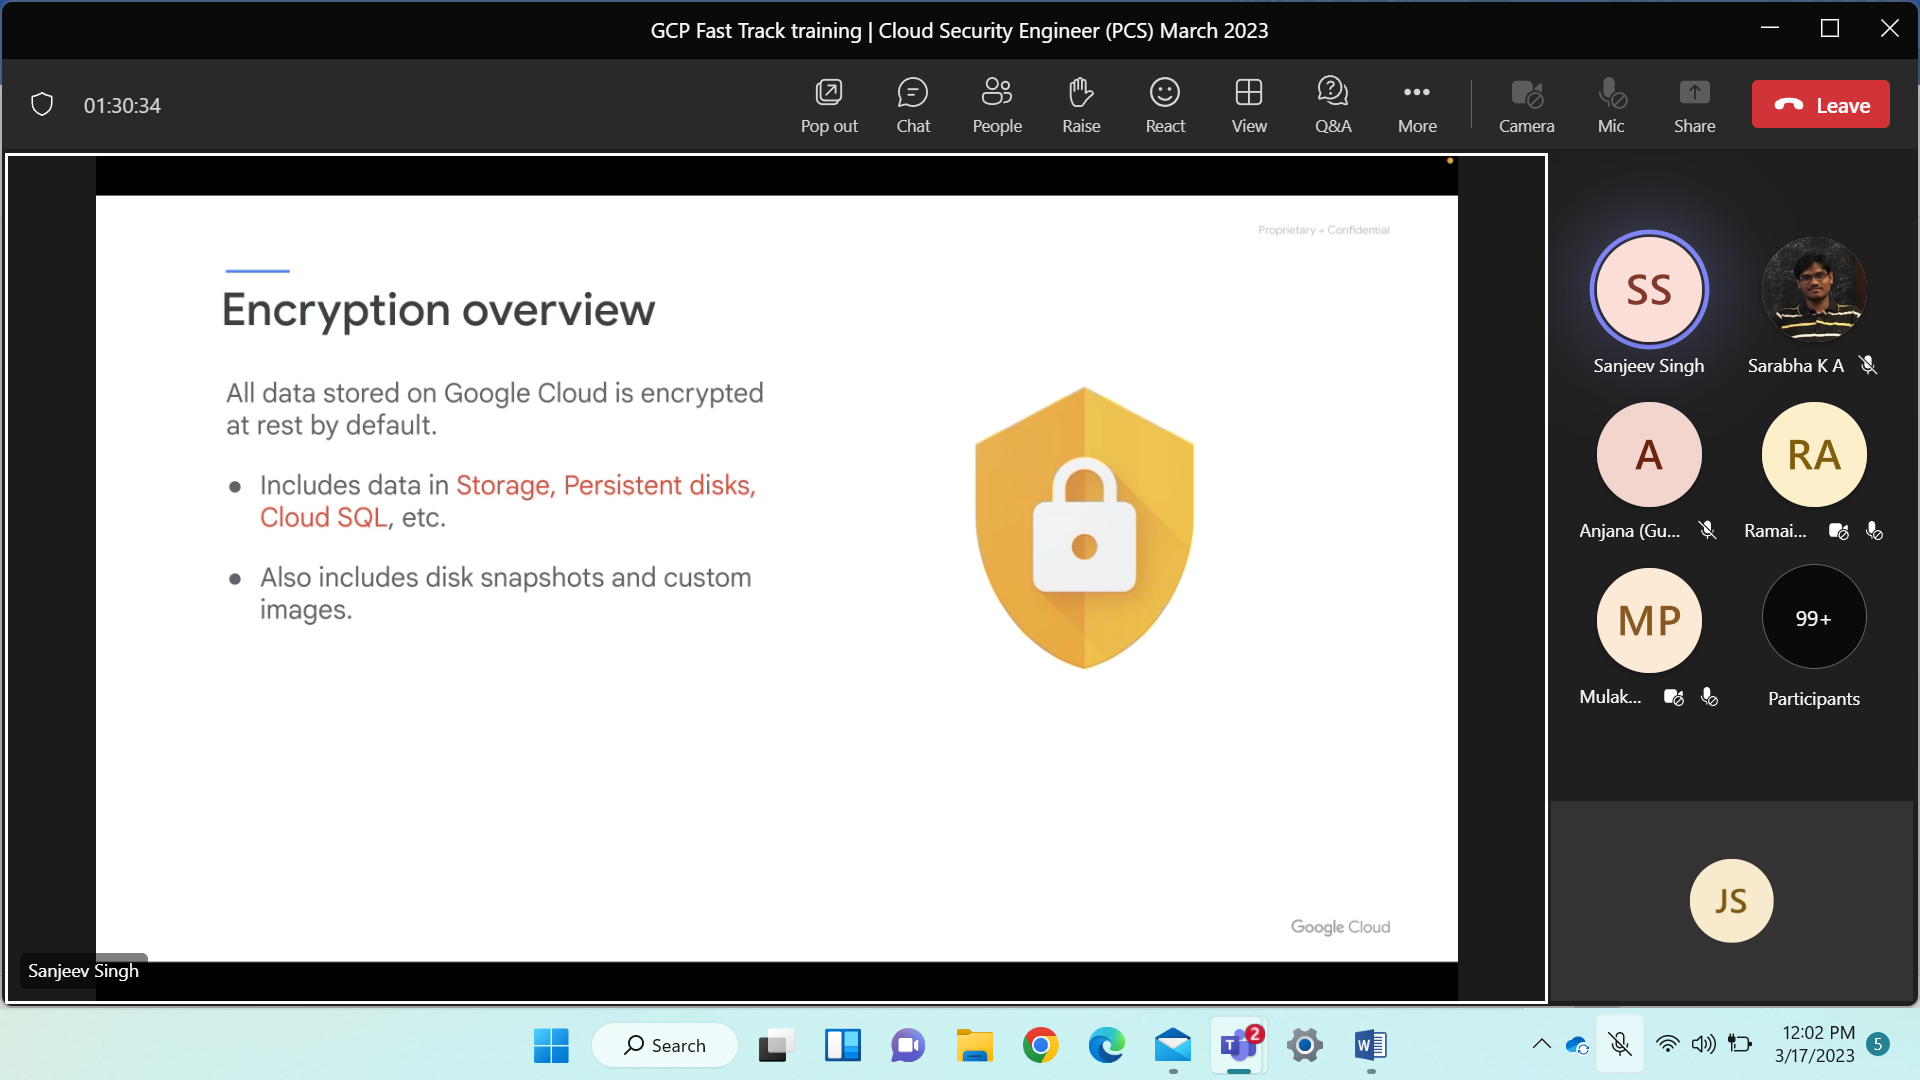 GCP Fast Track training | Cloud Security Engineer (PCS) March 2023
01:30:34
Pop out
Chat
People
Raise
React
View
Q&A
More
Camera
Mic
Share
Leave
Proprietary + Confidential
Encryption overview
All data stored on Google Cloud is encrypted
at rest by default.
● Includes data in Storage, Persistent disks,
Cloud SQL, etc.
● Also includes disk snapshots and custom
images.
Google Cloud
Sanjeev Singh
SS
Sanjeev Singh
Sarabha K A
A
Anjana (Gu...
RA
Ramai...
MP
Mulak...
99+
Participants
JS
Search
2
12:02 PM
3/17/2023
5